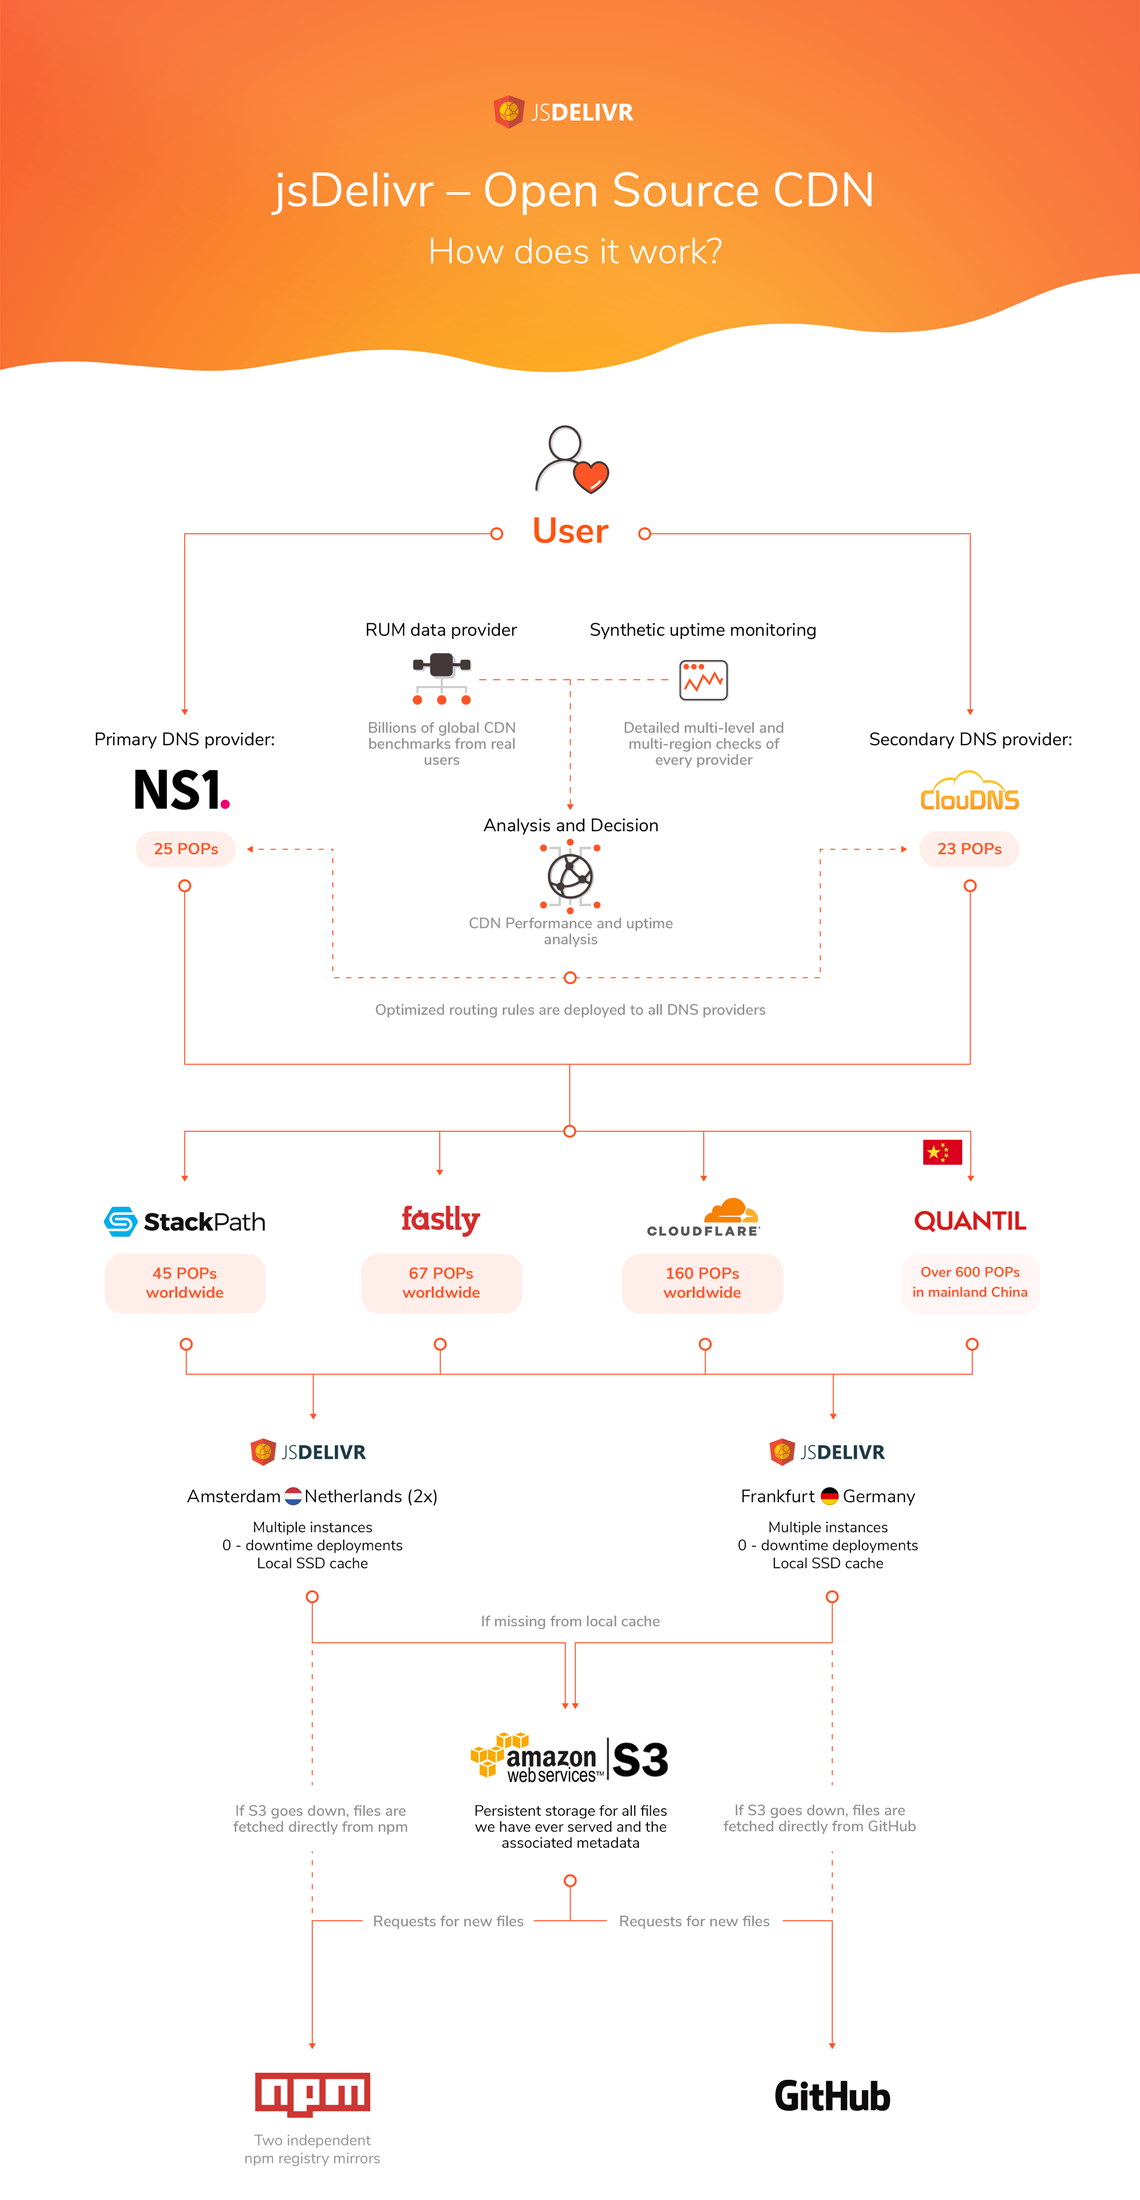 JSDELIVR
jsDelivr – Open Source CDN
How does it work?
User
RUM data provider
Billions of global CDN
benchmarks from real
users
Synthetic uptime monitoring
Detailed multi-level and
multi-region checks of
every provider
Primary DNS provider:
NS1.
25 POPs
Secondary DNS provider:
ClouDNS
23 POPs
Analysis and Decision
CDN Performance and uptime
analysis
Optimized routing rules are deployed to all DNS providers
StackPath
45 POPs
worldwide
fastly
67 POPs
worldwide
CLOUDFLARE
160 POPs
worldwide
QUANTIL
Over 600 POPs
in mainland China
JSDELIVR
Amsterdam Netherlands (2x)
Multiple instances
0 - downtime deployments
Local SSD cache
JSDELIVR
Frankfurt Germany
Multiple instances
0 - downtime deployments
Local SSD cache
If missing from local cache
amazon
webservices™
S3
Persistent storage for all files
we have ever served and the
associated metadata
If S3 goes down, files are
fetched directly from npm
If S3 goes down, files are
fetched directly from GitHub
Requests for new files
Requests for new files
npm
Two independent
npm registry mirrors
GitHub